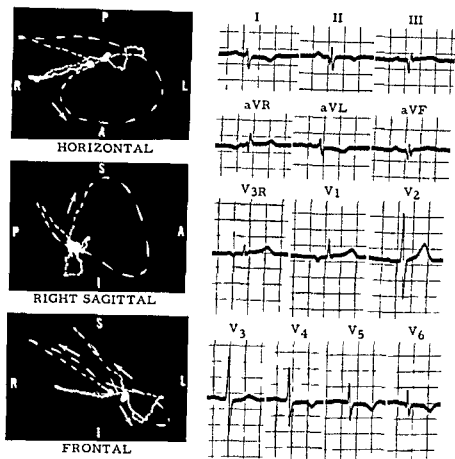 P
R L
A
HORIZONTAL
S
P A
I
RIGHT SAGITTAL
S
R L
I
FRONTAL
I II III
aVR aVL aVF
V3R V1 V2
V3 V4 V5 V6